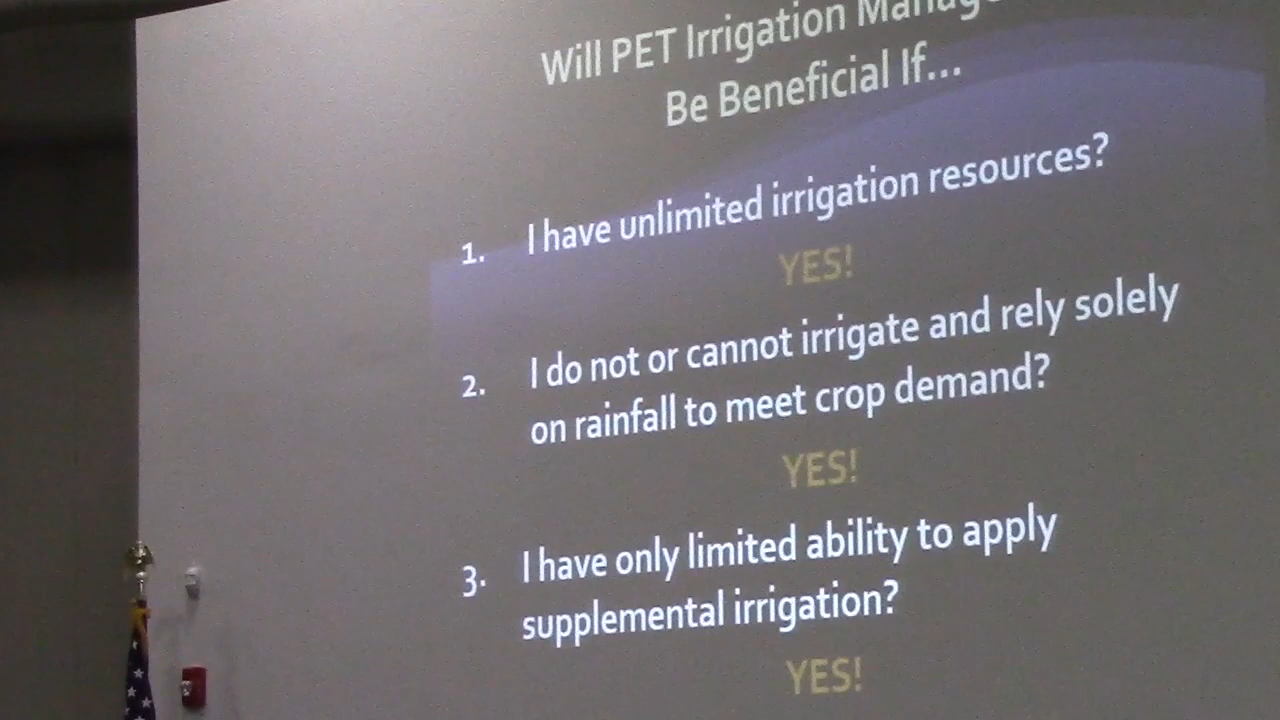 Will PET Irrigation
Be Beneficial If...
1. I have unlimited irrigation resources?
YES!
2. I do not or cannot irrigate and rely solely
on rainfall to meet crop demand?
YES!
3. I have only limited ability to apply
supplemental irrigation?
YES!